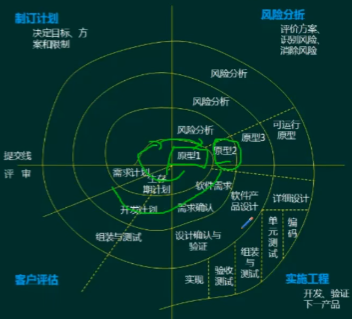 制订计划
决定目标、方
案和限制
风险分析
评价方案、
识别风险、
消除风险
风险分析
风险分析
风险分析
可运行
原型
原型3
原型2
原型1
提交线
评 审
需求计划
生存
期计划
开发计划
组装与测试
软件需求
需求确认
软件产
品设计
详细设计
设计确认与
验证
单元测试
编码
组装与测试
验收
测试
实现
客户评估
实施工程
开发、验证
下一产品